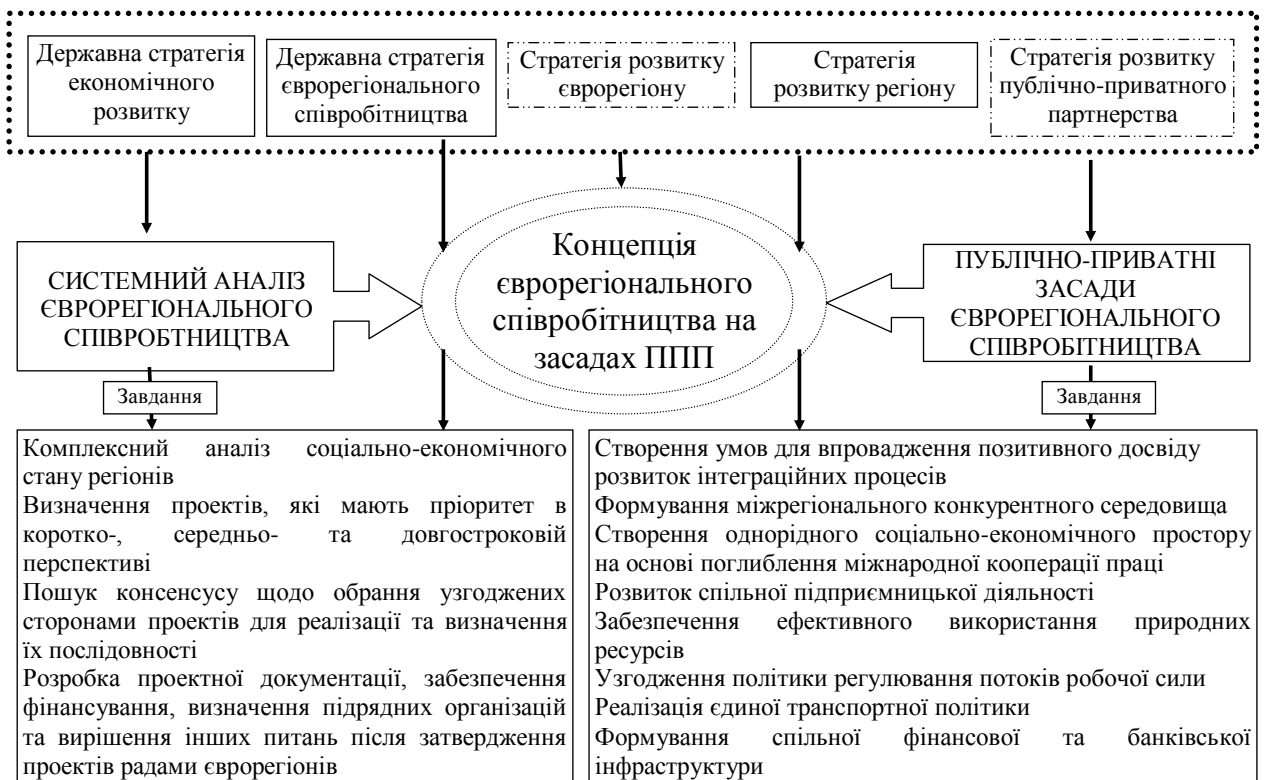 Державна стратегія
економічного
розвитку
Державна стратегія
єврорегіонального
співробітництва
Стратегія розвитку
єврорегіону
Стратегія
розвитку регіону
Стратегія розвитку
публічно-приватного
партнерства
СИСТЕМНИЙ АНАЛІЗ
ЄВРОРЕГІОНАЛЬНОГО
СПІВРОБТНИЦТВА
Концепція
єврорегіонального
співробітництва на
засадах ППП
ПУБЛІЧНО-ПРИВАТНІ
ЗАСАДИ
ЄВРОРЕГІОНАЛЬНОГО
СПІВРОБІТНИЦТВА
Завдання
Завдання
Комплексний аналіз соціально-економічного
стану регіонів
Визначення проектів, які мають пріоритет в
коротко-, середньо- та довгостроковій
перспективі
Пошук консенсусу щодо обрання узгоджених
сторонами проектів для реалізації та визначення
їх послідовності
Розробка проектної документації, забезпечення
фінансування, визначення підрядних організацій
та вирішення інших питань після затвердження
проектів радами єврорегіонів
Створення умов для впровадження позитивного досвіду
розвиток інтеграційних процесів
Формування міжрегіонального конкурентного середовища
Створення однорідного соціально-економічного простору
на основі поглиблення міжнародної кооперації праці
Розвиток спільної підприємницької діяльності
Забезпечення ефективного використання природних
ресурсів
Узгодження політики регулювання потоків робочої сили
Реалізація єдиної транспортної політики
Формування спільної фінансової та банківської
інфраструктури